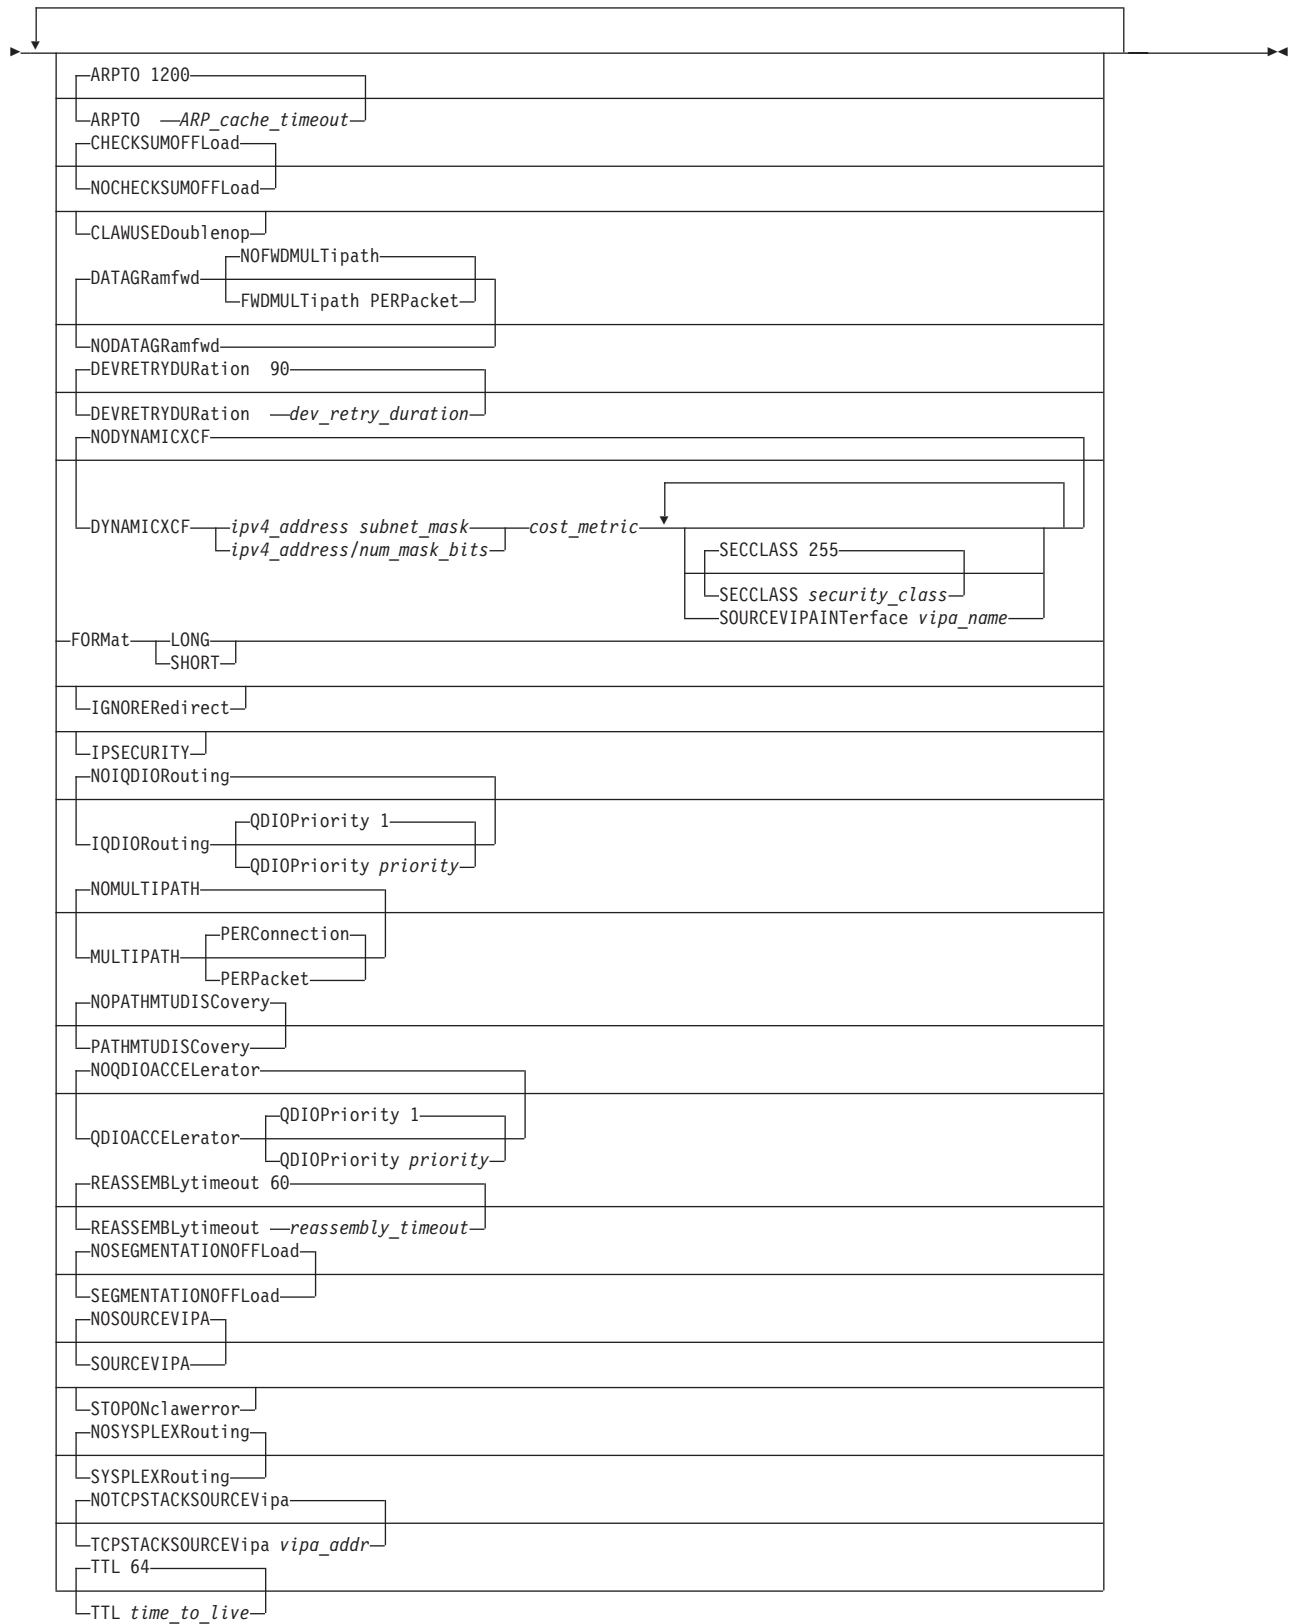 ARPTO 1200
ARPTO ARP_cache_timeout
CHECKSUMOFFLoad
NOCHECKSUMOFFLoad
CLAWUSEDoublenop
NOFWDMULTipath
DATAGRamfwd
FWDMULTipath PERPacket
NODATAGRamfwd
DEVRETRYDURation 90
DEVRETRYDURation dev_retry_duration
NODYNAMICXCF
DYNAMICXCF ipv4_address subnet_mask cost_metric
ipv4_address/num_mask_bits
SECCLASS 255
SECCLASS security_class
SOURCEVIPAINTerface vipa_name
FORMat LONG
SHORT
IGNORERedirect
IPSECURITY
NOIQDIORouting
QDIOPriority 1
IQDIORouting
QDIOPriority priority
NOMULTIPATH
PERConnection
MULTIPATH
PERPacket
NOPATHMTUDISCovery
PATHMTUDISCovery
NOQDIOACCELerator
QDIOPriority 1
QDIOACCELerator
QDIOPriority priority
REASSEMBLytimeout 60
REASSEMBLytimeout reassembly_timeout
NOSEGMENTATIONOFFLoad
SEGMENTATIONOFFLoad
NOSOURCEVIPA
SOURCEVIPA
STOPONclawerror
NOSYSPLEXRouting
SYSPLEXRouting
NOTCPSTACKSOURCEVipa
TCPSTACKSOURCEVipa vipa_addr
TTL 64
TTL time_to_live